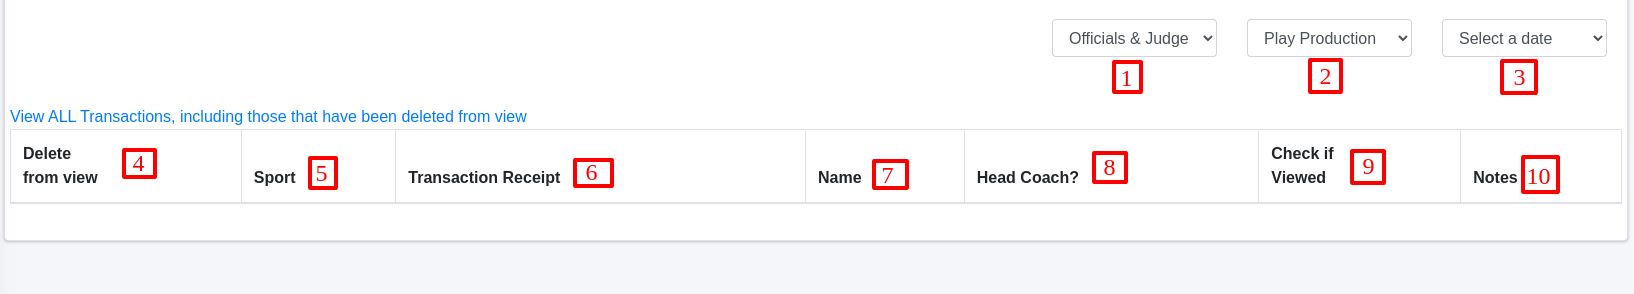 Officials & Judge Play Production Select a date
1 2 3
View ALL Transactions, including those that have been deleted from view
Delete from view 4
Sport 5
Transaction Receipt 6
Name 7
Head Coach? 8
Check if Viewed 9
Notes 10